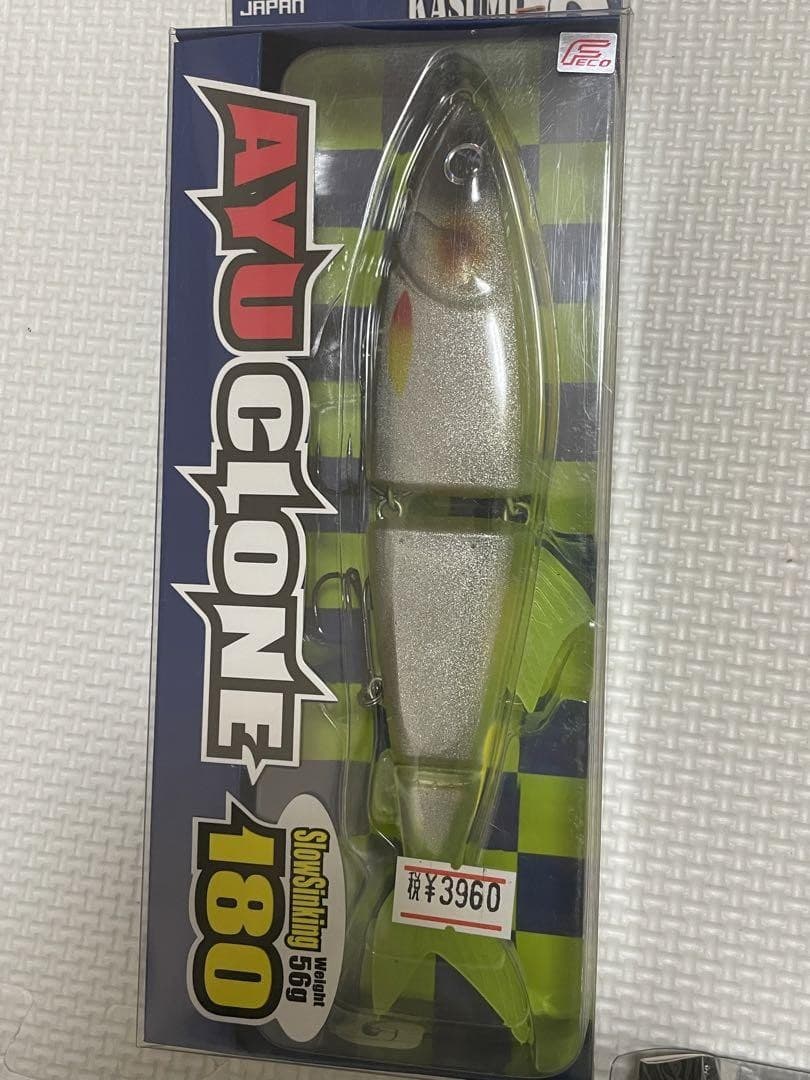 JAPAN
KASUMI
FECO
AYU CLONE
180
SlowSinking
Weight
56g
税 ¥3960